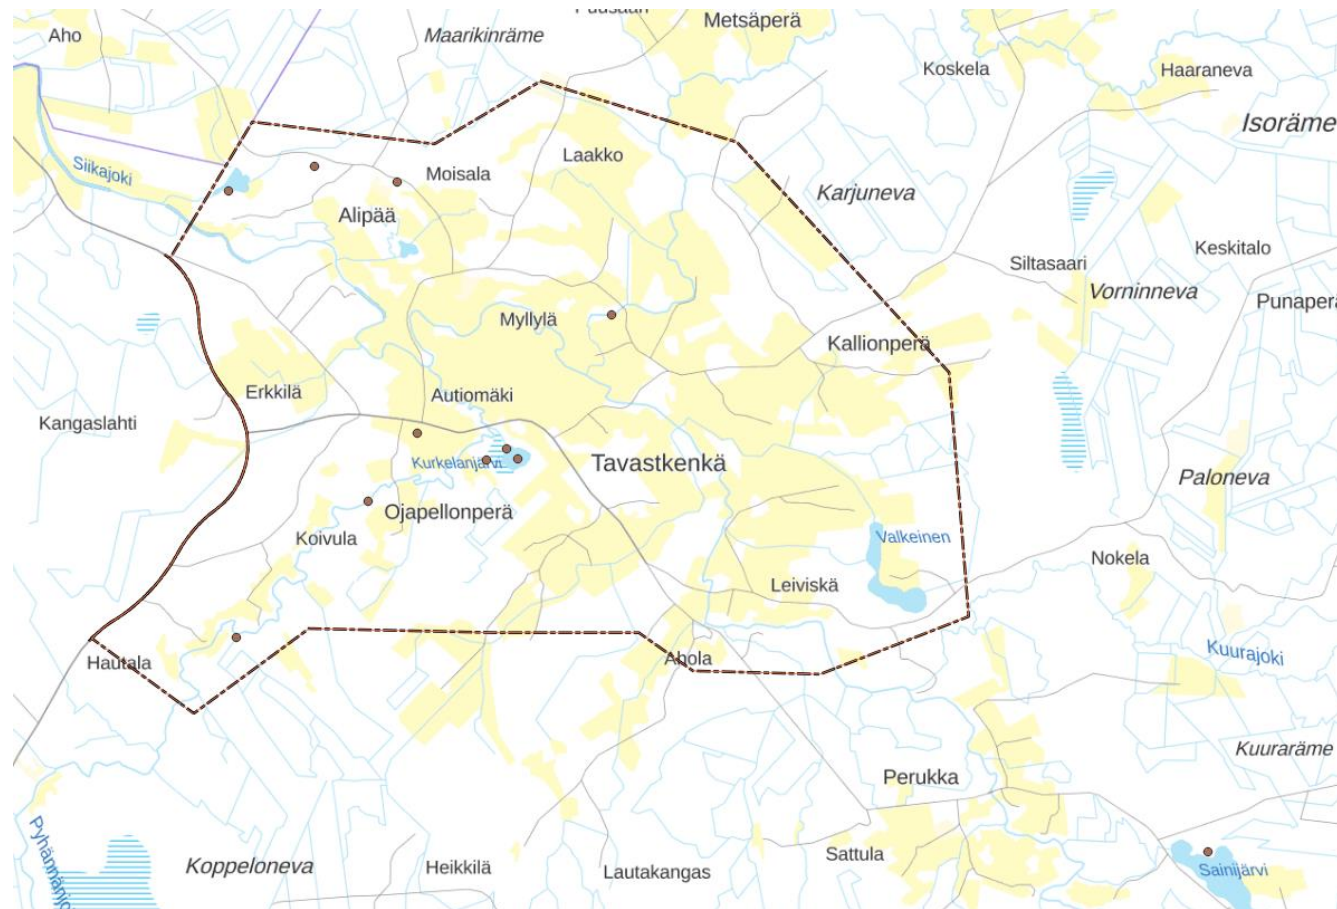 Metsäperä
Aho
Maarikinräme
Koskela
Haaraneva
Isoräme
Laakko
Siikajoki
Moisala
Karjuneva
Alipää
Keskitalo
Siltasaari
Vorninneva
Punaperä
Myllylä
Kallionperä
Erkkilä
Autiomäki
Kangaslahti
Kurkelanjärvi
Tavastkenkä
Paloneva
Ojapellonperä
Koivula
Valkeinen
Nokela
Leiviskä
Kuurajoki
Hautala
Ahola
Kuuraräme
Perukka
Sattula
Koppeloneva
Heikkilä
Lautakangas
Sainijärvi